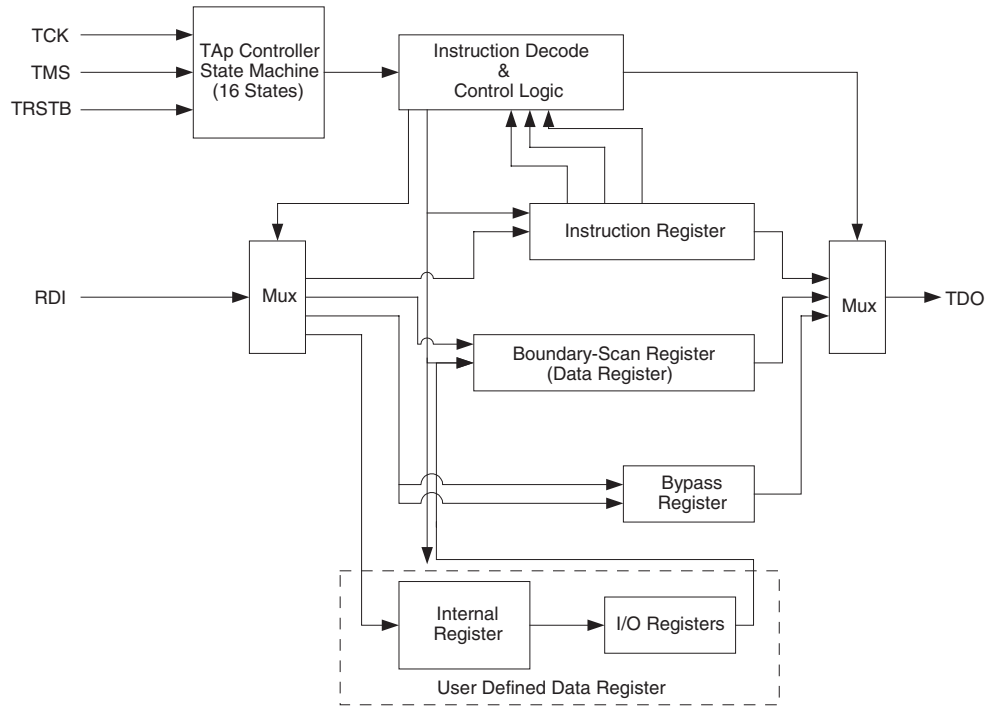 TCK
TMS
TRSTB
TAp Controller
State Machine
(16 States)
Instruction Decode
&
Control Logic
Instruction Register
RDI
Mux
Mux
TDO
Boundary-Scan Register
(Data Register)
Bypass
Register
Internal
Register
I/O Registers
User Defined Data Register